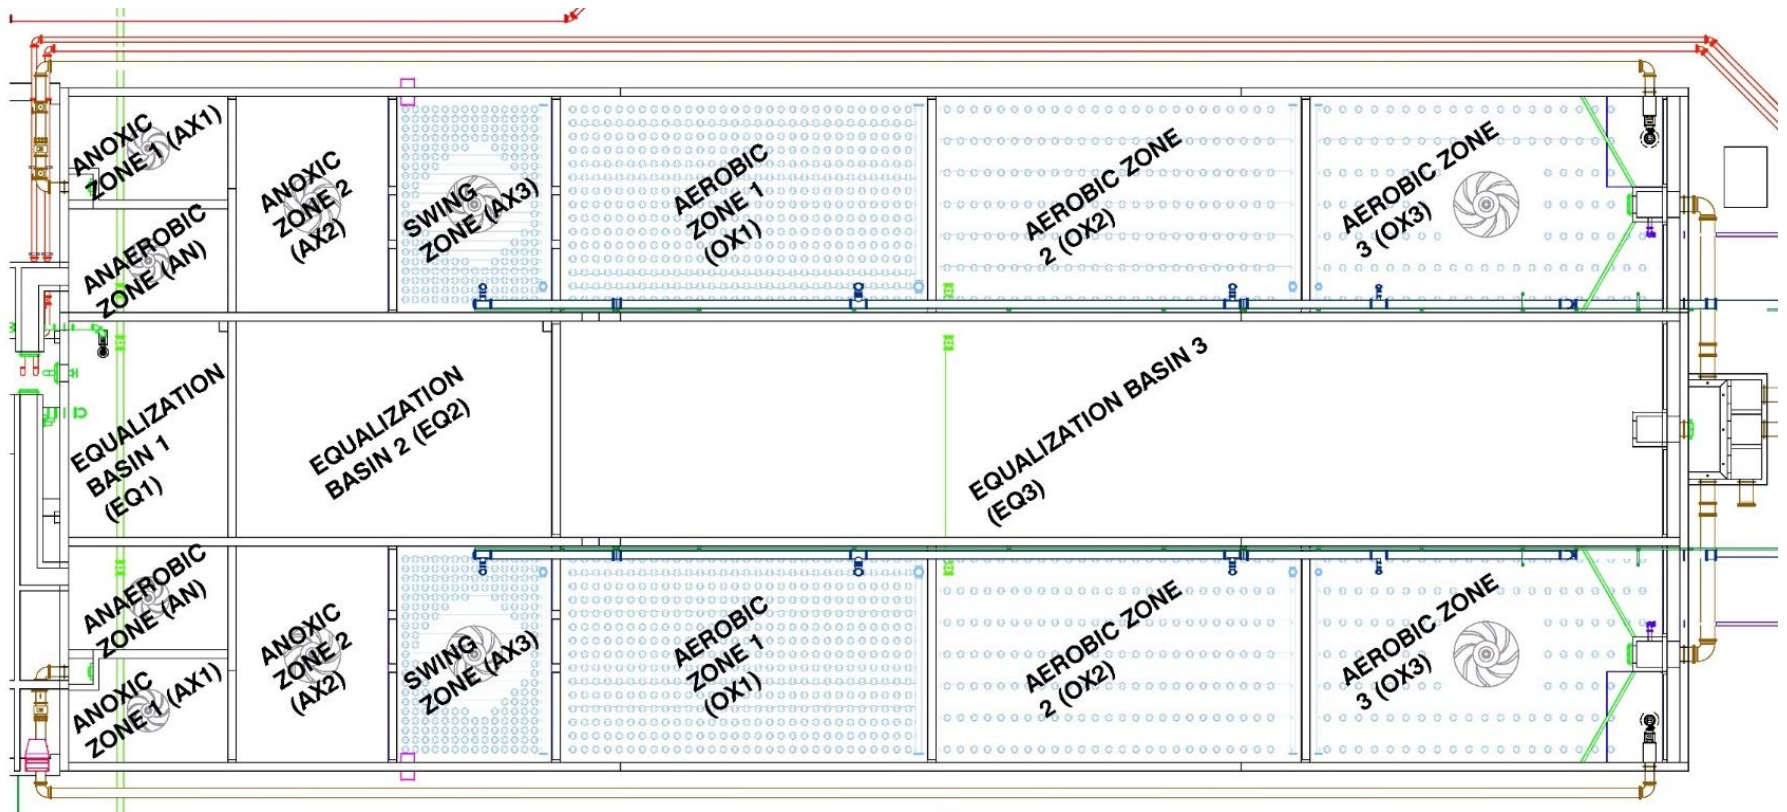 ANOXIC
ZONE 1 (AX1)
ANAEROBIC
ZONE (AN)
ANOXIC
ZONE 2
(AX2)
SWING
ZONE (AX3)
AEROBIC
ZONE 1
(OX1)
AEROBIC ZONE
2 (OX2)
AEROBIC ZONE
3 (OX3)
EQUALIZATION
BASIN 1
(EQ1)
EQUALIZATION
BASIN 2 (EQ2)
EQUALIZATION BASIN 3
(EQ3)
ANAEROBIC
ZONE (AN)
ANOXIC
ZONE 1 (AX1)
ANOXIC
ZONE 2
(AX2)
SWING
ZONE (AX3)
AEROBIC
ZONE 1
(OX1)
AEROBIC ZONE
2 (OX2)
AEROBIC ZONE
3 (OX3)